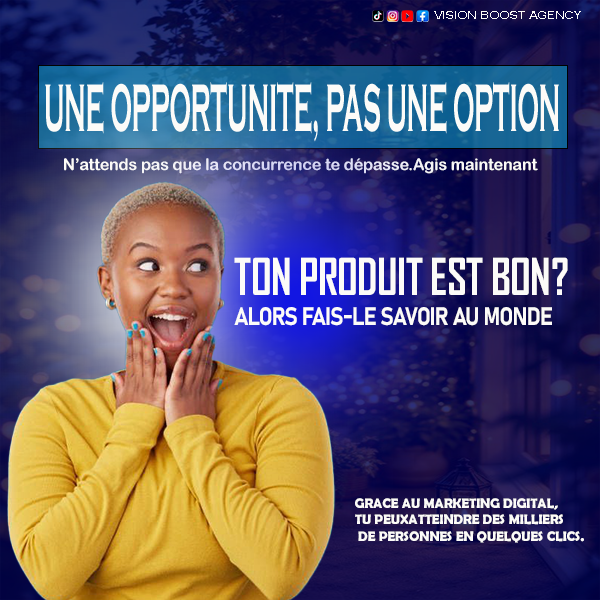 VISION BOOST AGENCY
UNE OPPORTUNITE, PAS UNE OPTION
N'attends pas que la concurrence te dépasse.Agis maintenant
TON PRODUIT EST BON?
ALORS FAIS-LE SAVOIR AU MONDE
GRACE AU MARKETING DIGITAL,
TU PEUXATTEINDRE DES MILLIERS
DE PERSONNES EN QUELQUES CLICS.